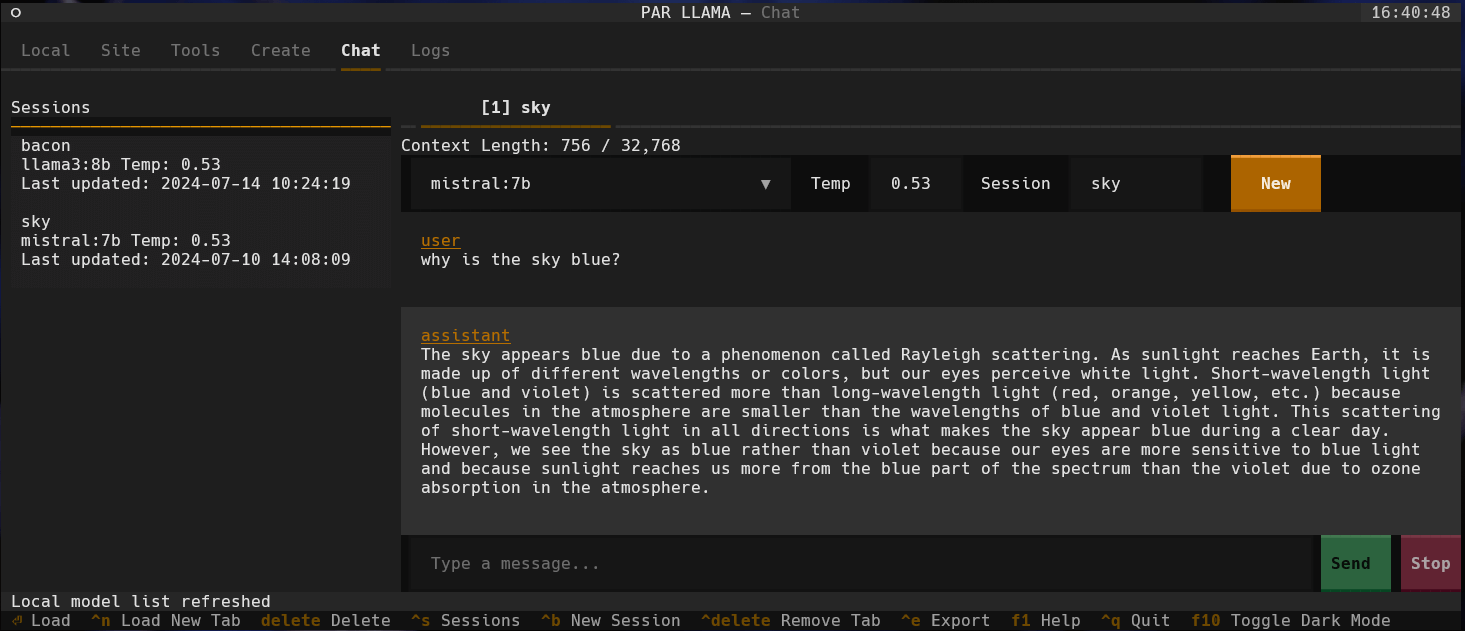 PAR LLAMA — Chat 16:40:48
Local Site Tools Create Chat Logs
Sessions
bacon
llama3:8b Temp: 0.53
Last updated: 2024-07-14 10:24:19
sky
mistral:7b Temp: 0.53
Last updated: 2024-07-10 14:08:09
[1] sky
Context Length: 756 / 32,768
mistral:7b ▼ Temp 0.53 Session sky New
user
why is the sky blue?
assistant
The sky appears blue due to a phenomenon called Rayleigh scattering. As sunlight reaches Earth, it is
made up of different wavelengths or colors, but our eyes perceive white light. Short-wavelength light
(blue and violet) is scattered more than long-wavelength light (red, orange, yellow, etc.) because
molecules in the atmosphere are smaller than the wavelengths of blue and violet light. This scattering
of short-wavelength light in all directions is what makes the sky appear blue during a clear day.
However, we see the sky as blue rather than violet because our eyes are more sensitive to blue light
and because sunlight reaches us more from the blue part of the spectrum than the violet due to ozone
absorption in the atmosphere.
Type a message... Send Stop
Local model list refreshed
⏎ Load ^n Load New Tab delete Delete ^s Sessions ^b New Session ^delete Remove Tab ^e Export f1 Help ^q Quit f10 Toggle Dark Mode